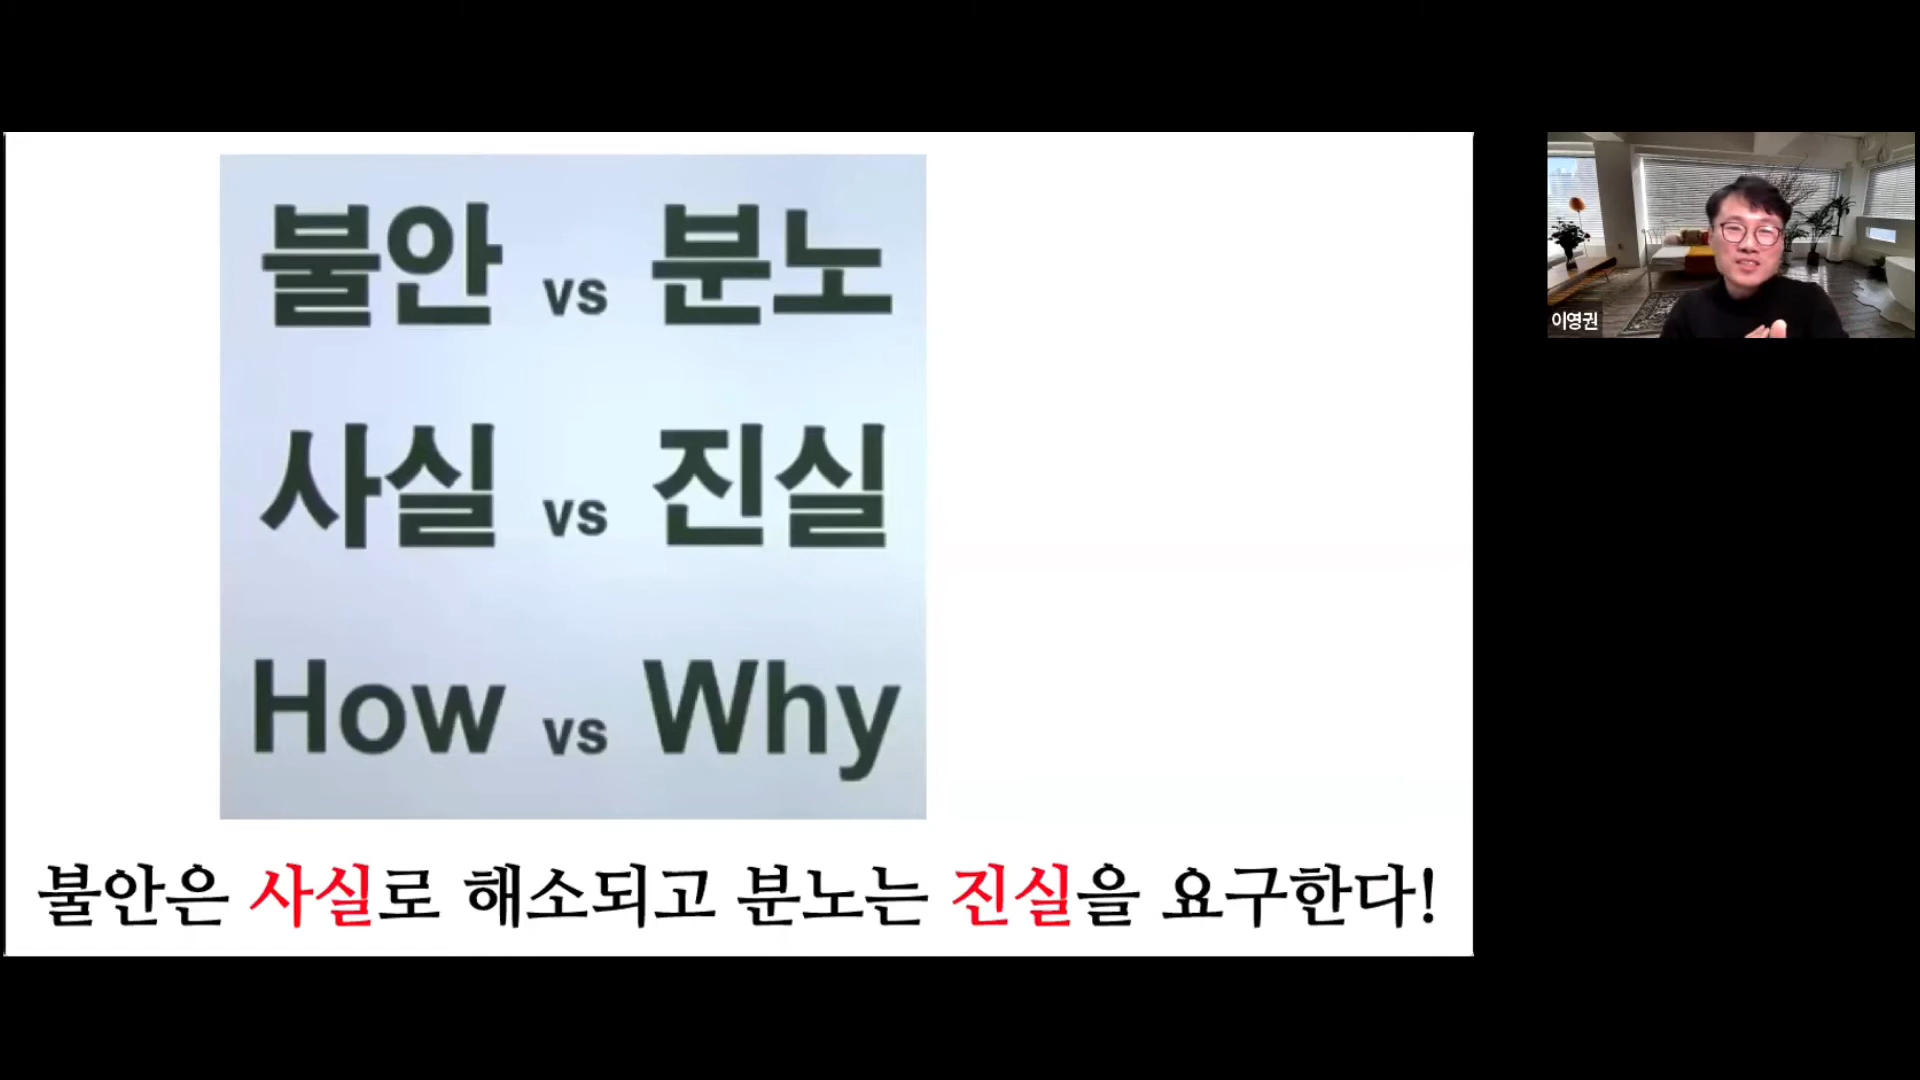 불안 vs 분노
사실 vs 진실
How vs Why
불안은 사실로 해소되고 분노는 진실을 요구한다!
이영권